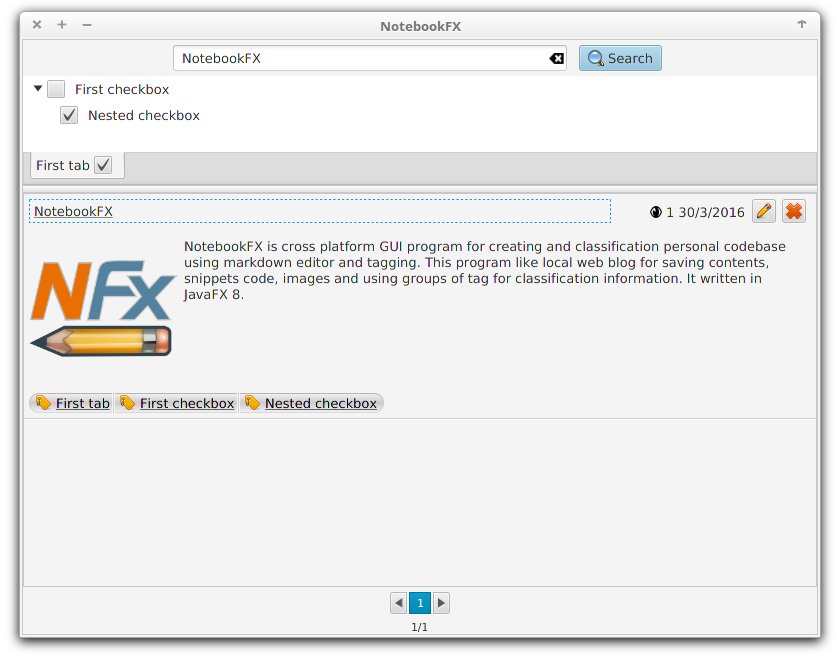 NotebookFX
NotebookFX
Search
First checkbox
Nested checkbox
First tab
NotebookFX
1 30/3/2016
NFx
NotebookFX is cross platform GUI program for creating and classification personal codebase
using markdown editor and tagging. This program like local web blog for saving contents,
snippets code, images and using groups of tag for classification information. It written in
JavaFX 8.
First tab
First checkbox
Nested checkbox
1
1/1